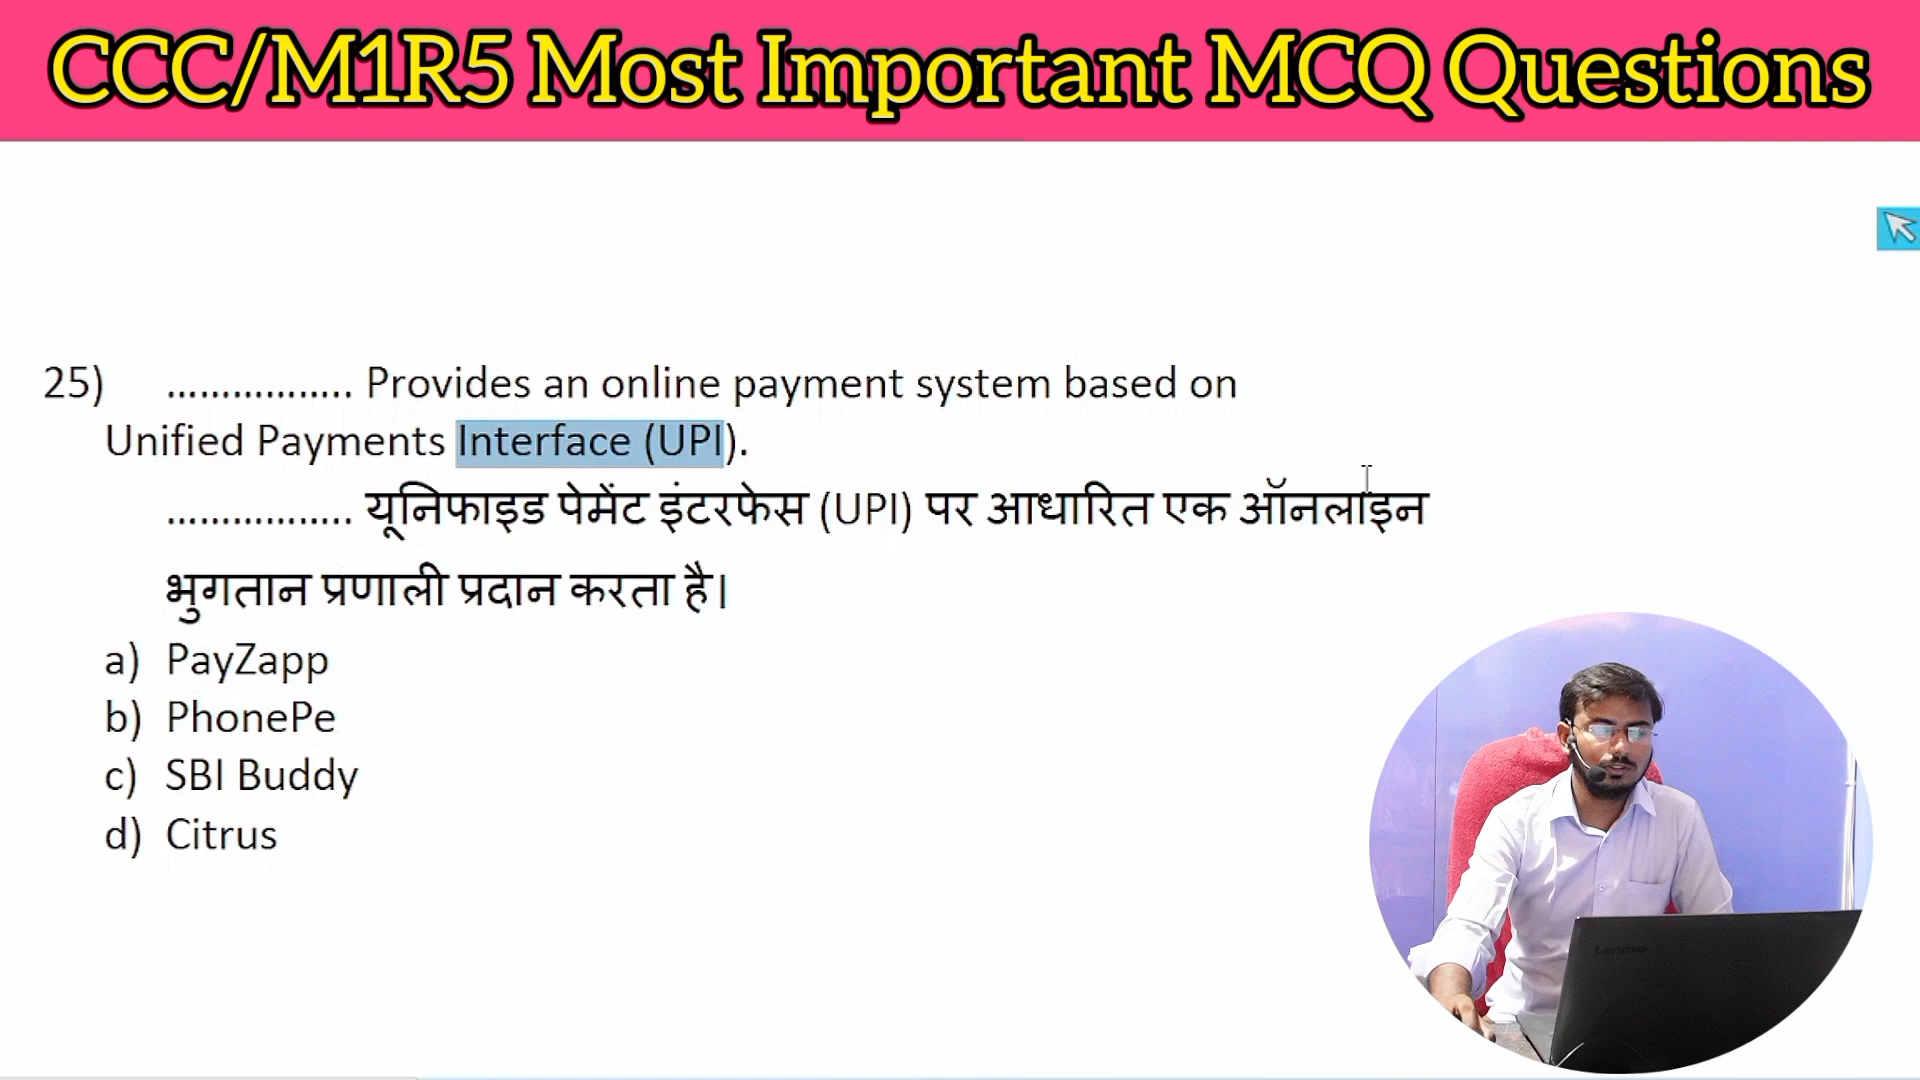 CCC/M1R5 Most Important MCQ Questions
25) ................. Provides an online payment system based on
Unified Payments Interface (UPI).
................. यूनिफाइड पेमेंट इंटरफेस (UPI) पर आधारित एक ऑनलाइन
भुगतान प्रणाली प्रदान करता है।
a) PayZapp
b) PhonePe
c) SBI Buddy
d) Citrus
Lenovo